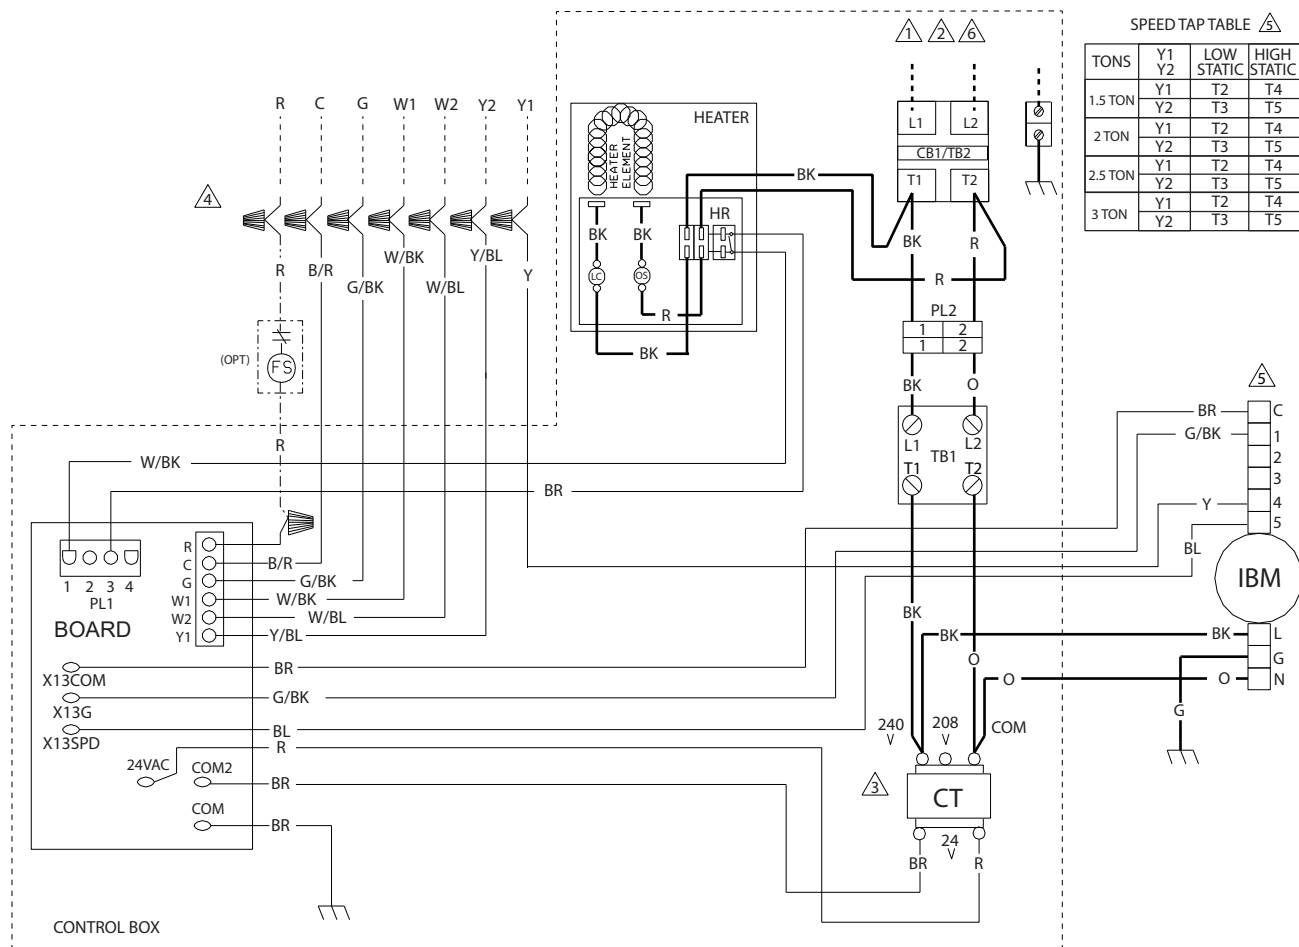 SPEED TAP TABLE 5
TONS Y1 Y2 LOW STATIC HIGH STATIC
1.5 TON Y1 T2 T4
Y2 T3 T5
2 TON Y1 T2 T4
Y2 T3 T5
2.5 TON Y1 T2 T4
Y2 T3 T5
3 TON Y1 T2 T4
Y2 T3 T5
1 2 6
R C G W1 W2 Y2 Y1
4
R B/R G/BK W/BK W/BL Y/BL Y
(OPT)
FS
R
HEATER
HEATER
ELEMENT
HR
BK BK
LC OS
R
BK
L1 L2
CB1/TB2
T1 T2
BK
BK R
R
PL2
1 2
1 2
BK O
L1 L2
TB1
T1 T2
5
BR C
G/BK 1
2
3
Y 4
5
BL
IBM
BK L
G
O N
G
W/BK
BR
1 2 3 4
PL1
BOARD
R
C B/R
G G/BK
W1 W/BK
W2 W/BL
Y1 Y/BL
X13COM BR
X13G G/BK
X13SPD BL
24VAC R
COM2 BR
COM BR
BK
BK
O
O
240 208 COM
3
CT
24
BR R
CONTROL BOX